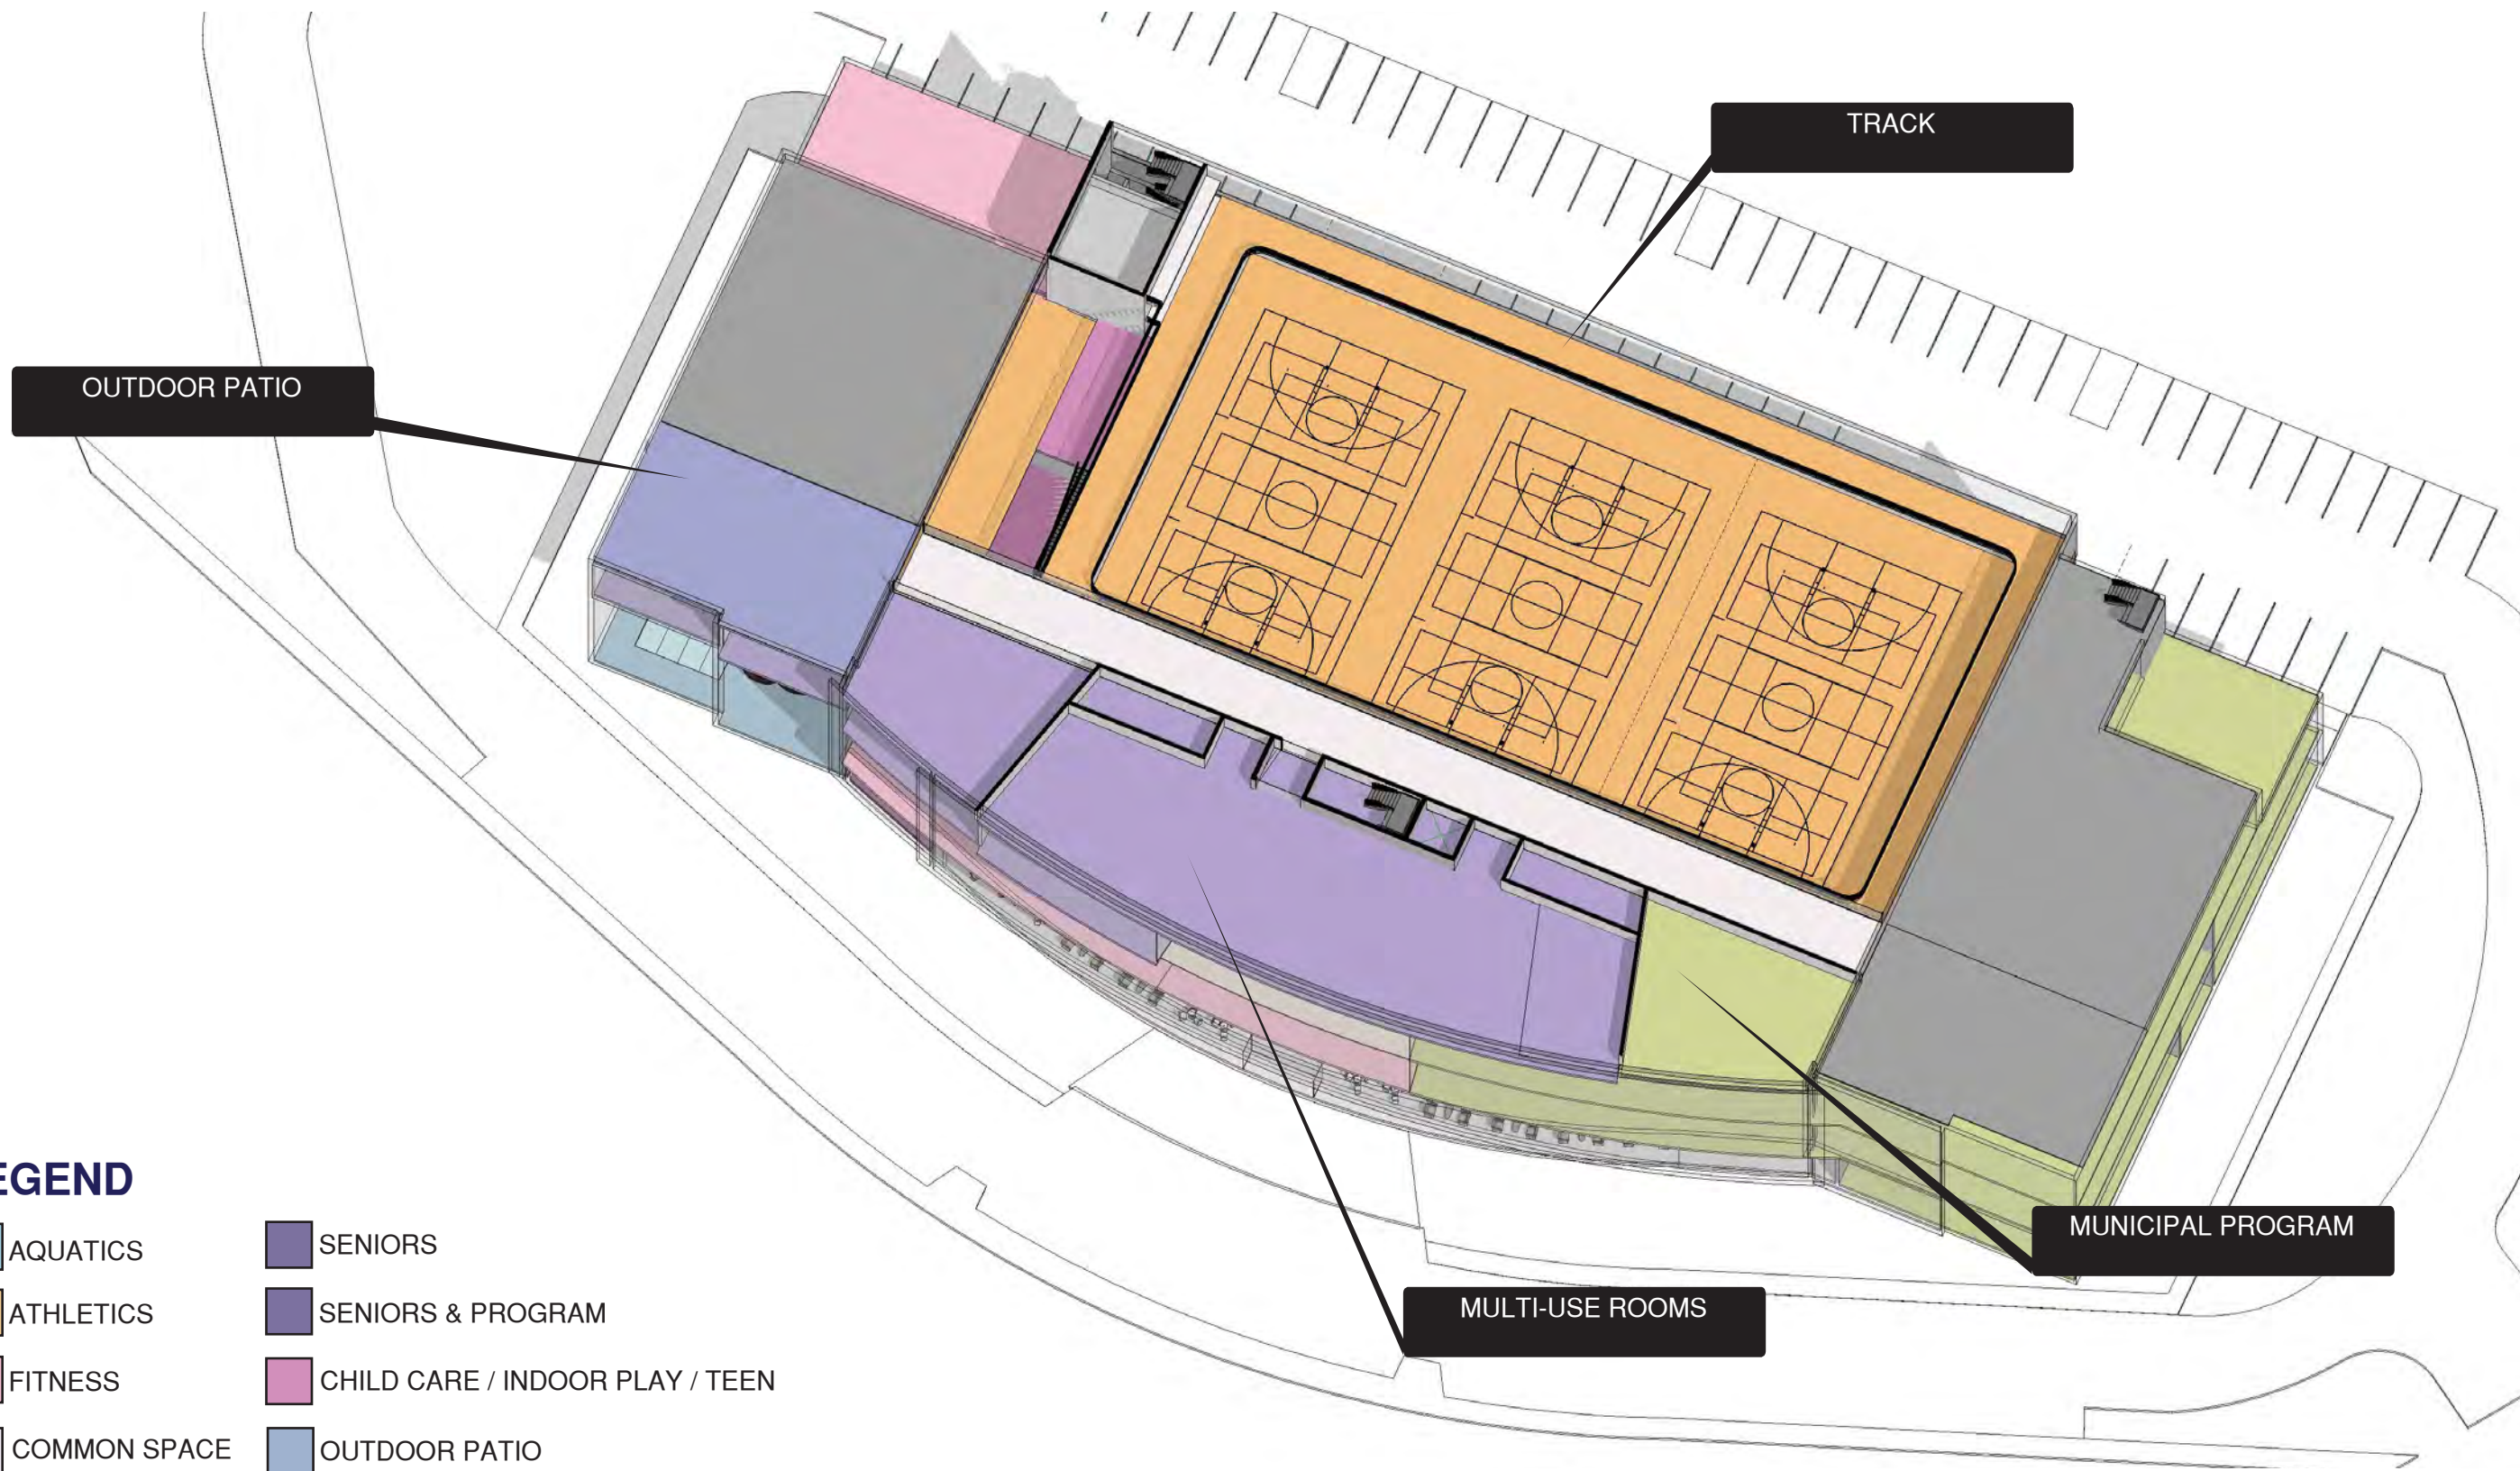 TRACK
OUTDOOR PATIO
MUNICIPAL PROGRAM
MULTI-USE ROOMS
EGEND
AQUATICS
SENIORS
ATHLETICS
SENIORS & PROGRAM
FITNESS
CHILD CARE / INDOOR PLAY / TEEN
COMMON SPACE
OUTDOOR PATIO